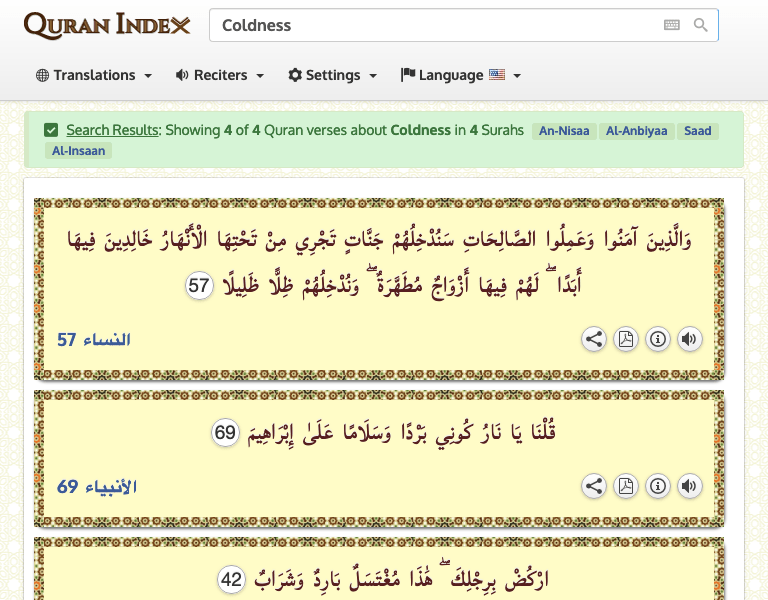 QURAN INDEX
Coldness
Translations
Reciters
Settings
Language
Search Results: Showing 4 of 4 Quran verses about Coldness in 4 Surahs An-Nisaa Al-Anbiyaa Saad
Al-Insaan
وَالَّذِينَ آمَنُوا وَعَمِلُوا الصَّالِحَاتِ سَنُدْخِلُهُمْ جَنَّاتٍ تَجْرِي مِنْ تَحْتِهَا الْأَنْهَارُ خَالِدِينَ فِيهَا
أَبَدًا ۖ لَهُمْ فِيهَا أَزْوَاجٌ مُطَهَّرَةٌ ۖ وَنُدْخِلُهُمْ ظِلًّا ظَلِيلًا 57
النساء 57
قُلْنَا يَا نَارُ كُونِي بَرْدًا وَسَلَامًا عَلَىٰ إِبْرَاهِيمَ 69
الأنبياء 69
ارْكُضْ بِرِجْلِكَ ۖ هَٰذَا مُغْتَسَلٌ بَارِدٌ وَشَرَابٌ 42